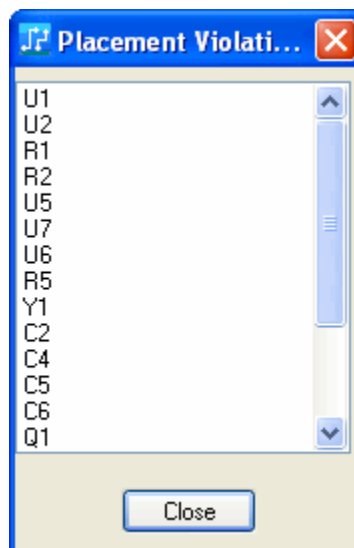 Placement Violati...
U1
U2
R1
R2
U5
U7
U6
R5
Y1
C2
C4
C5
C6
Q1
Close